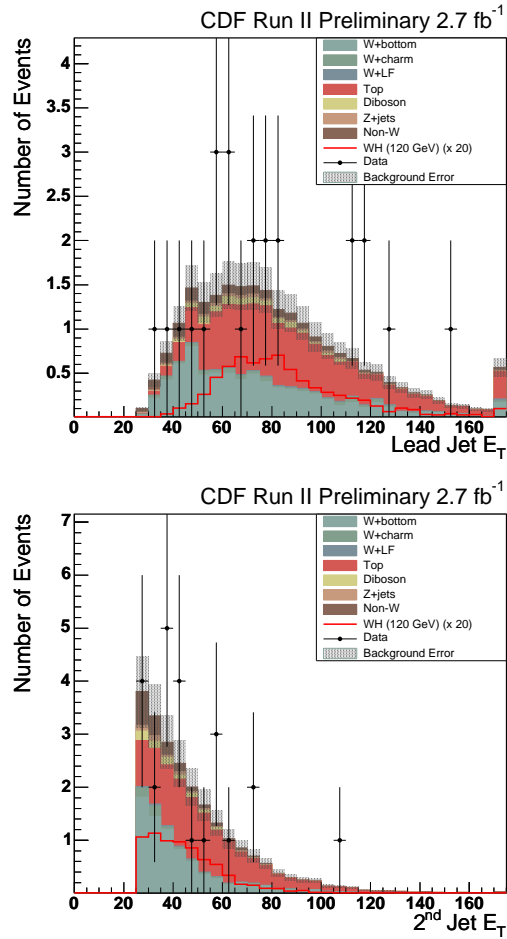 CDF Run II Preliminary 2.7 fb⁻¹
Number of Events
4
3.5
3
2.5
2
1.5
1
0.5
W+bottom
W+charm
W+LF
Top
Diboson
Z+jets
Non-W
WH (120 GeV) (x 20)
Data
Background Error
0 20 40 60 80 100 120 140 160
Lead Jet E_T
CDF Run II Preliminary 2.7 fb⁻¹
Number of Events
7
6
5
4
3
2
1
W+bottom
W+charm
W+LF
Top
Diboson
Z+jets
Non-W
WH (120 GeV) (x 20)
Data
Background Error
0 20 40 60 80 100 120 140 160
2ⁿᵈ Jet E_T